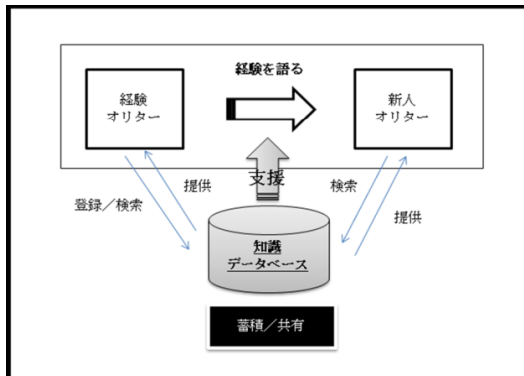 経験を語る
経験
オリター
新人
オリター
支援
提供
検索
登録／検索
提供
知識
データベース
蓄積／共有